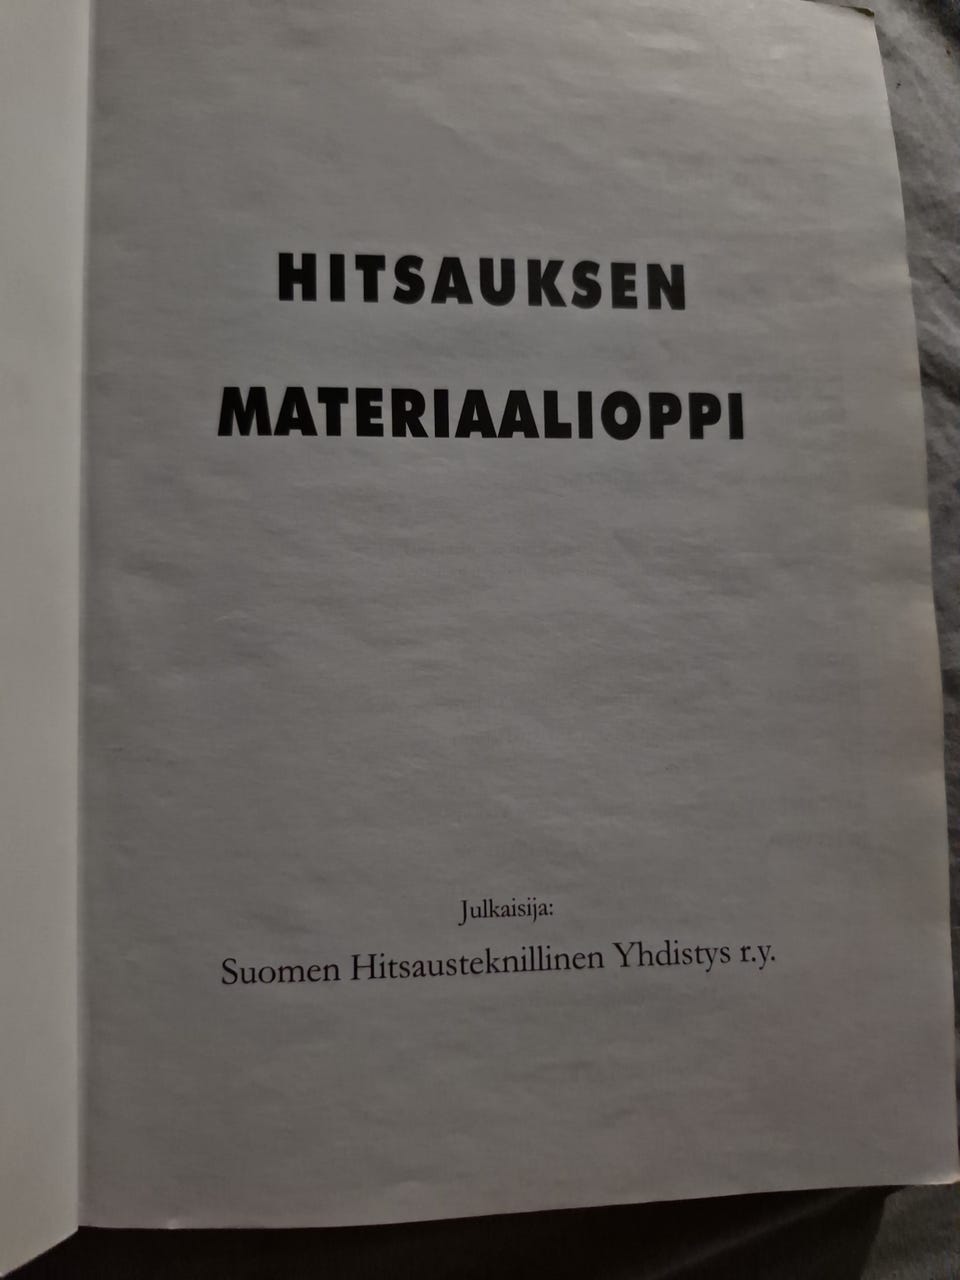 HITSAUKSEN
MATERIAALIOPPI
Julkaisija:
Suomen Hitsausteknillinen Yhdistys r.y.